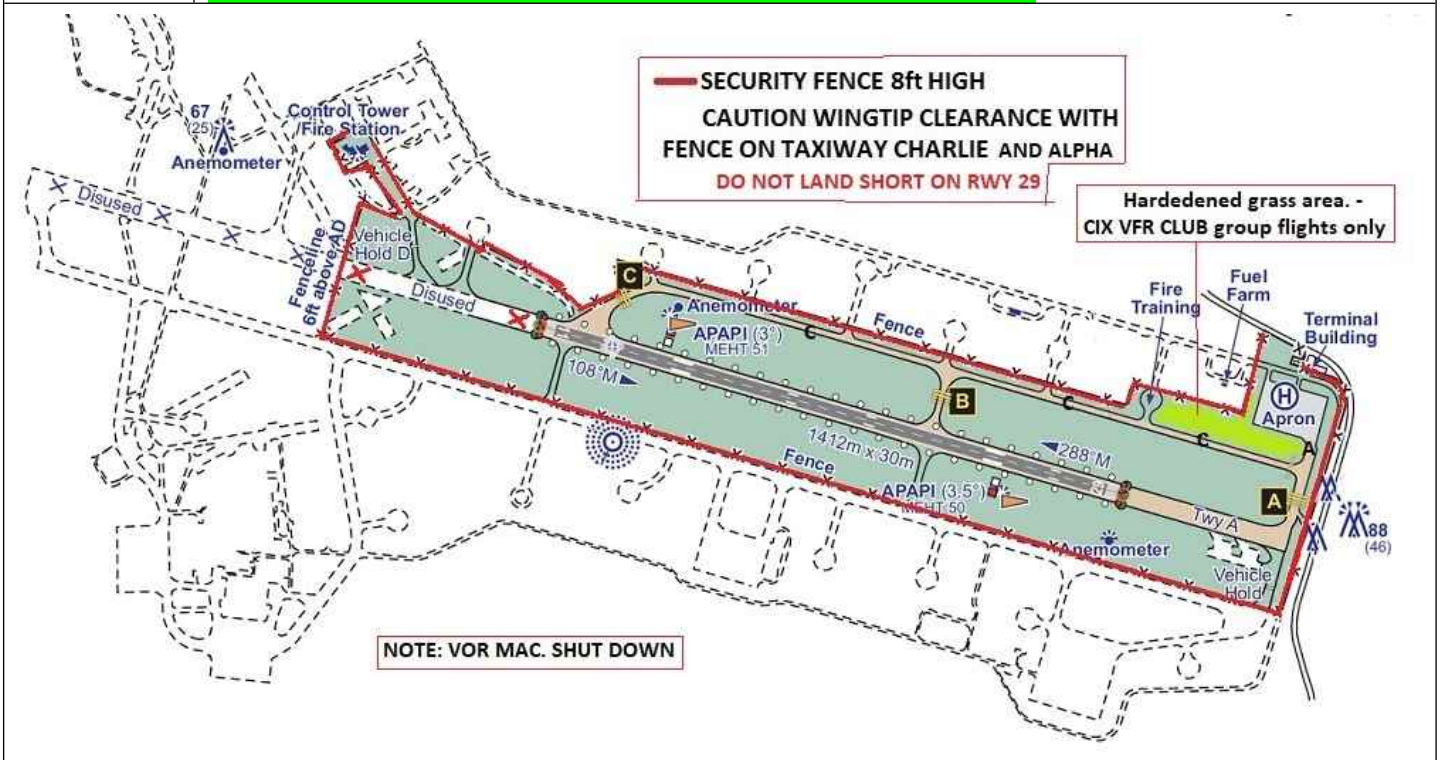 SECURITY FENCE 8ft HIGH
CAUTION WINGTIP CLEARANCE WITH
FENCE ON TAXIWAY CHARLIE AND ALPHA
DO NOT LAND SHORT ON RWY 29
Hardedened grass area. -
CIX VFR CLUB group flights only
67
(25)
Anemometer
Control Tower
/Fire Station
Disused
Vehicle
Hold D
Fenceline
6ft above AD
Disused
C
Anemometer
APAPI (3°)
MEHT 51
C
Fence
108°M
B
C
1412m x 30m
288°M
Fence
APAPI (3.5°)
MEHT 50
Anemometer
Fire
Training
Fuel
Farm
Terminal
Building
H
Apron
C
A
A
Twy A
Vehicle
Hold
88
(46)
NOTE: VOR MAC. SHUT DOWN